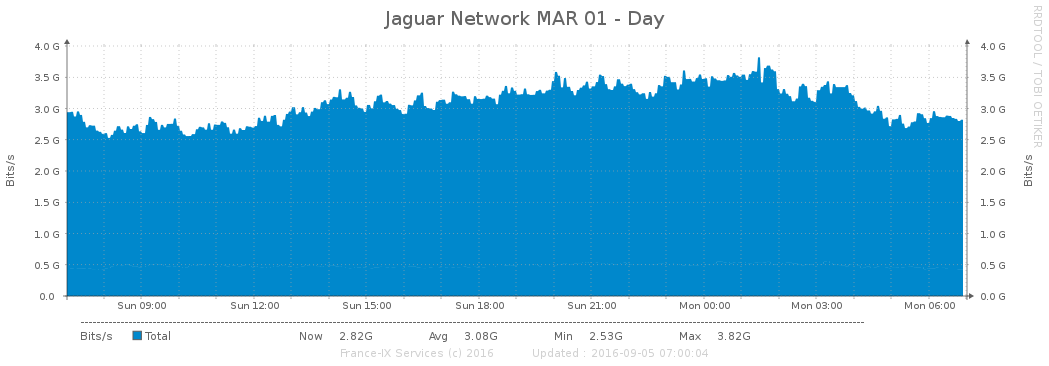 Jaguar Network MAR 01 - Day
RRDTOOL / TOBI OETIKER
Bits/s
4.0 G 4.0 G
3.5 G 3.5 G
3.0 G 3.0 G
2.5 G 2.5 G
2.0 G 2.0 G
1.5 G 1.5 G
1.0 G 1.0 G
0.5 G 0.5 G
0.0 0.0 G
Bits/s
Sun 09:00 Sun 12:00 Sun 15:00 Sun 18:00 Sun 21:00 Mon 00:00 Mon 03:00 Mon 06:00
Bits/s Total Now 2.82G Avg 3.08G Min 2.53G Max 3.82G
France-IX Services (c) 2016 Updated : 2016-09-05 07:00:04